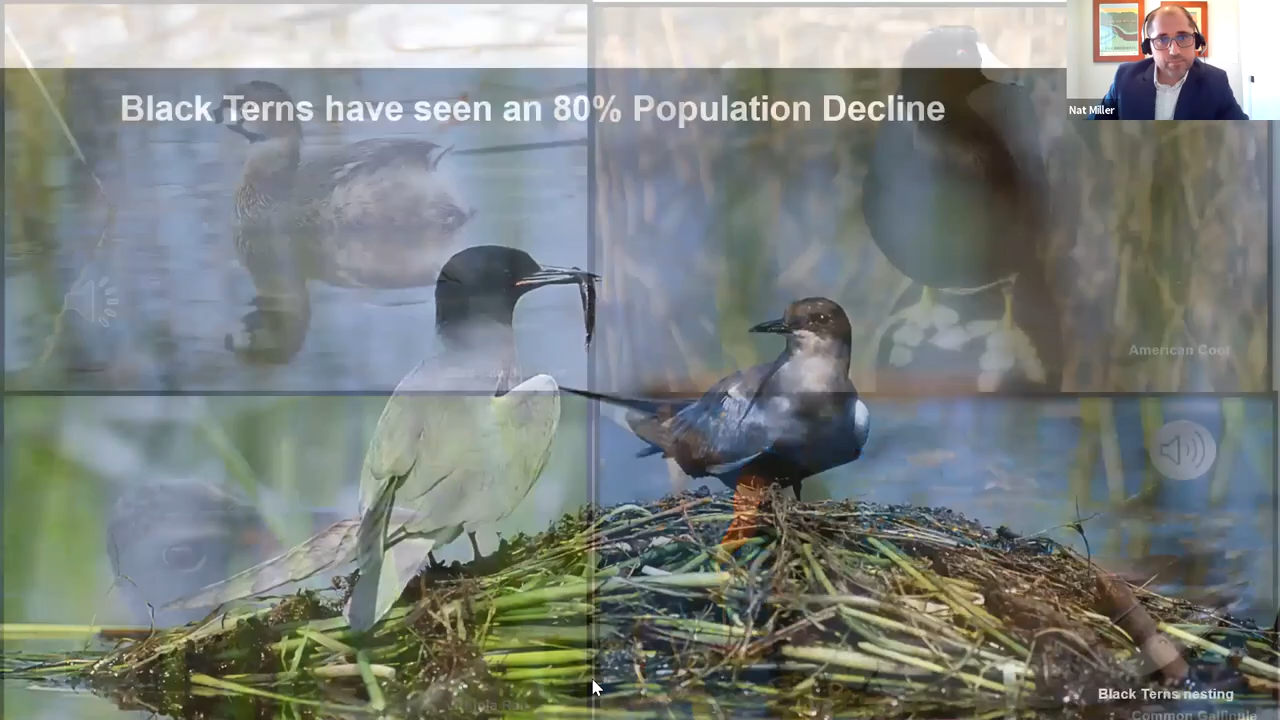 Black Terns have seen an 80% Population Decline
Nat Miller
American Coot
Black Terns nesting
Common Gallinule